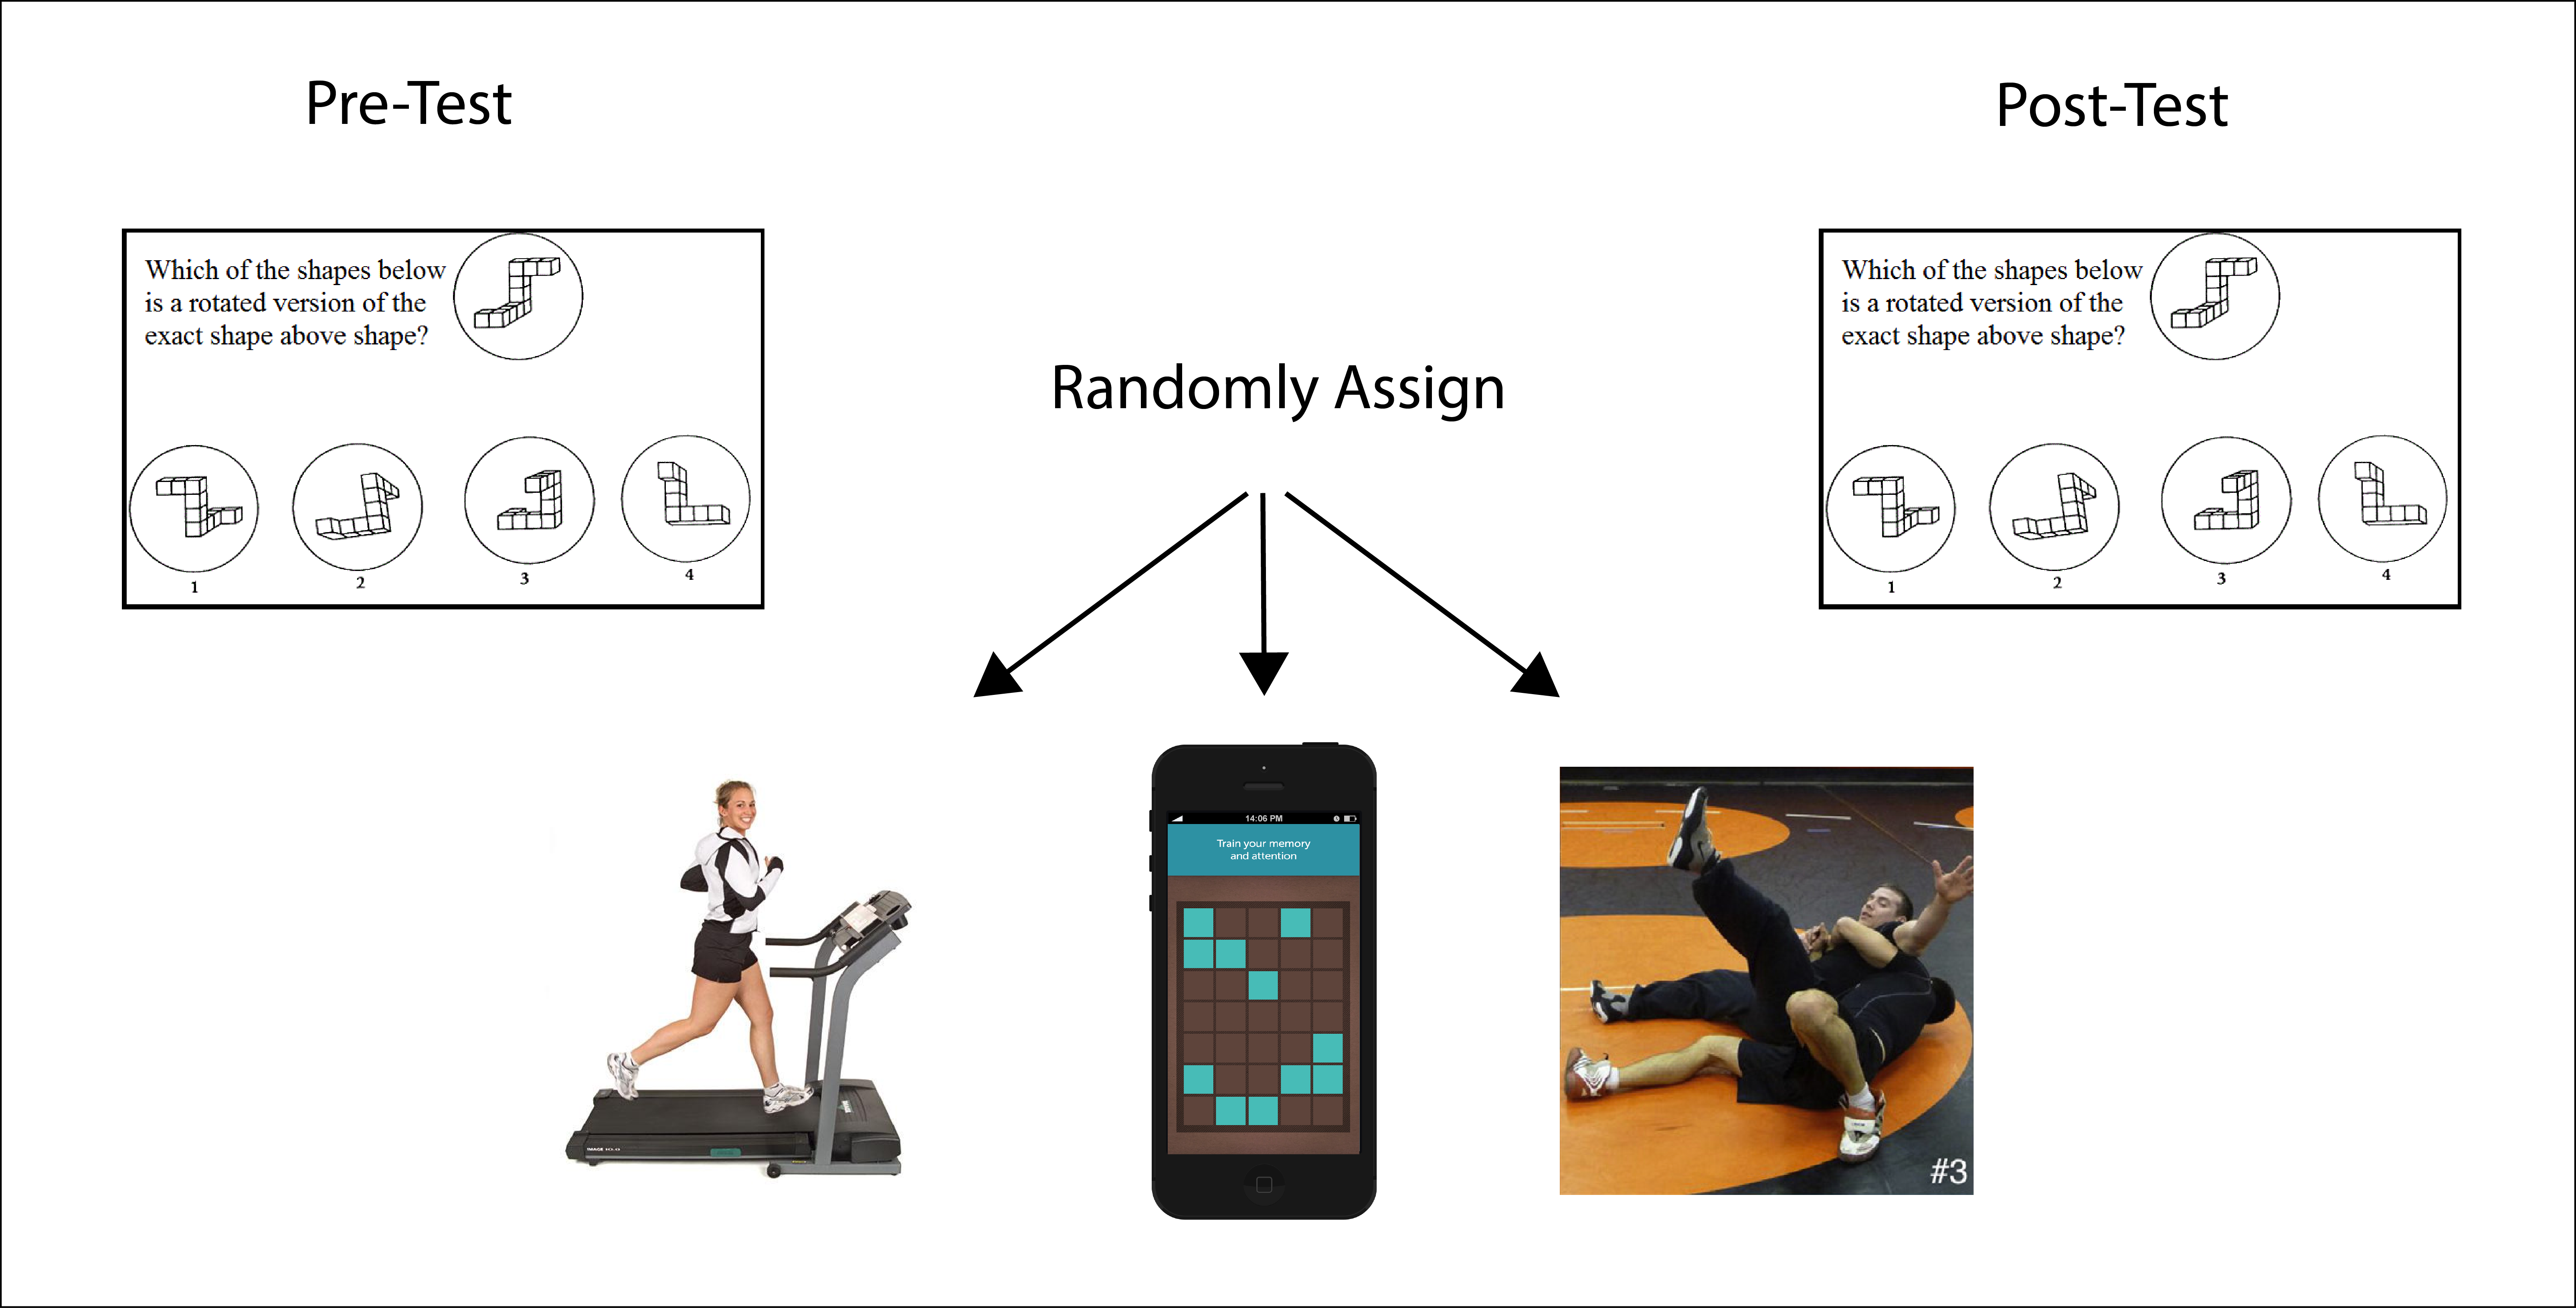 Pre-Test
Post-Test
Which of the shapes below
is a rotated version of the
exact shape above shape?
1
2
3
4
Which of the shapes below
is a rotated version of the
exact shape above shape?
1
2
3
4
Randomly Assign
14:06 PM
Train your memory
and attention
#3